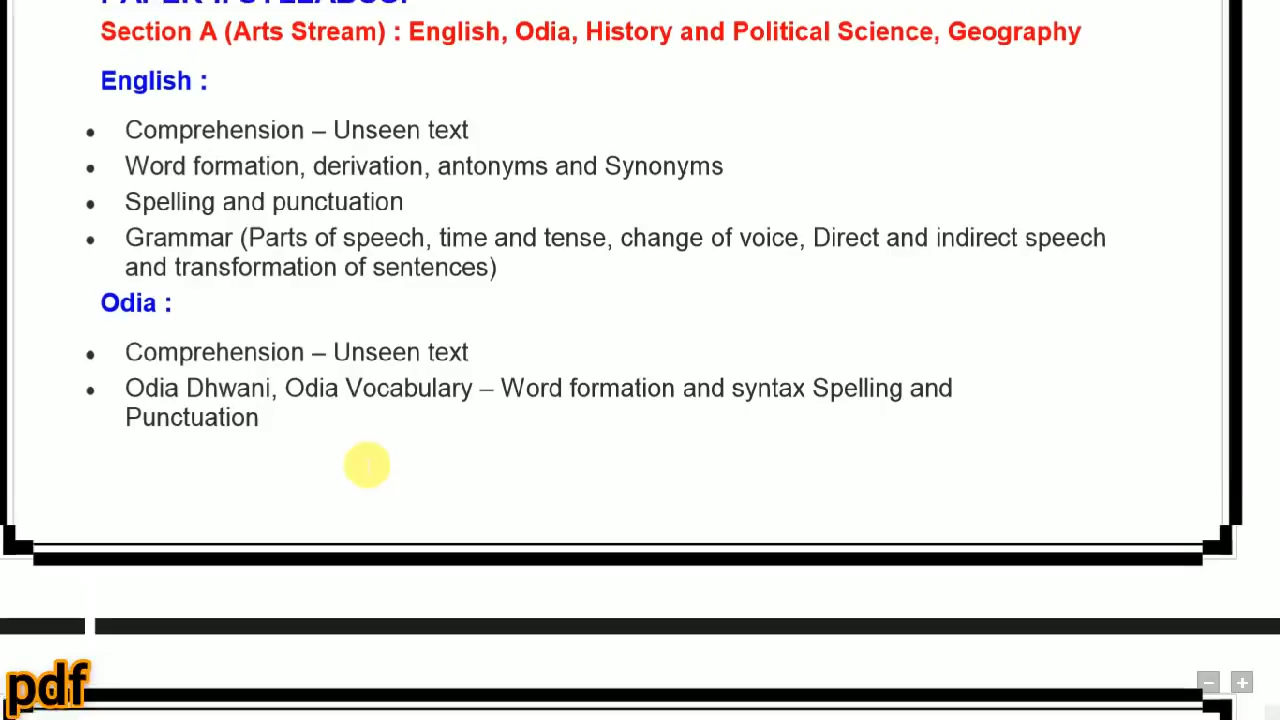 Section A (Arts Stream) : English, Odia, History and Political Science, Geography
English :
Comprehension – Unseen text
Word formation, derivation, antonyms and Synonyms
Spelling and punctuation
Grammar (Parts of speech, time and tense, change of voice, Direct and indirect speech
and transformation of sentences)
Odia :
Comprehension – Unseen text
Odia Dhwani, Odia Vocabulary – Word formation and syntax Spelling and
Punctuation
pdf